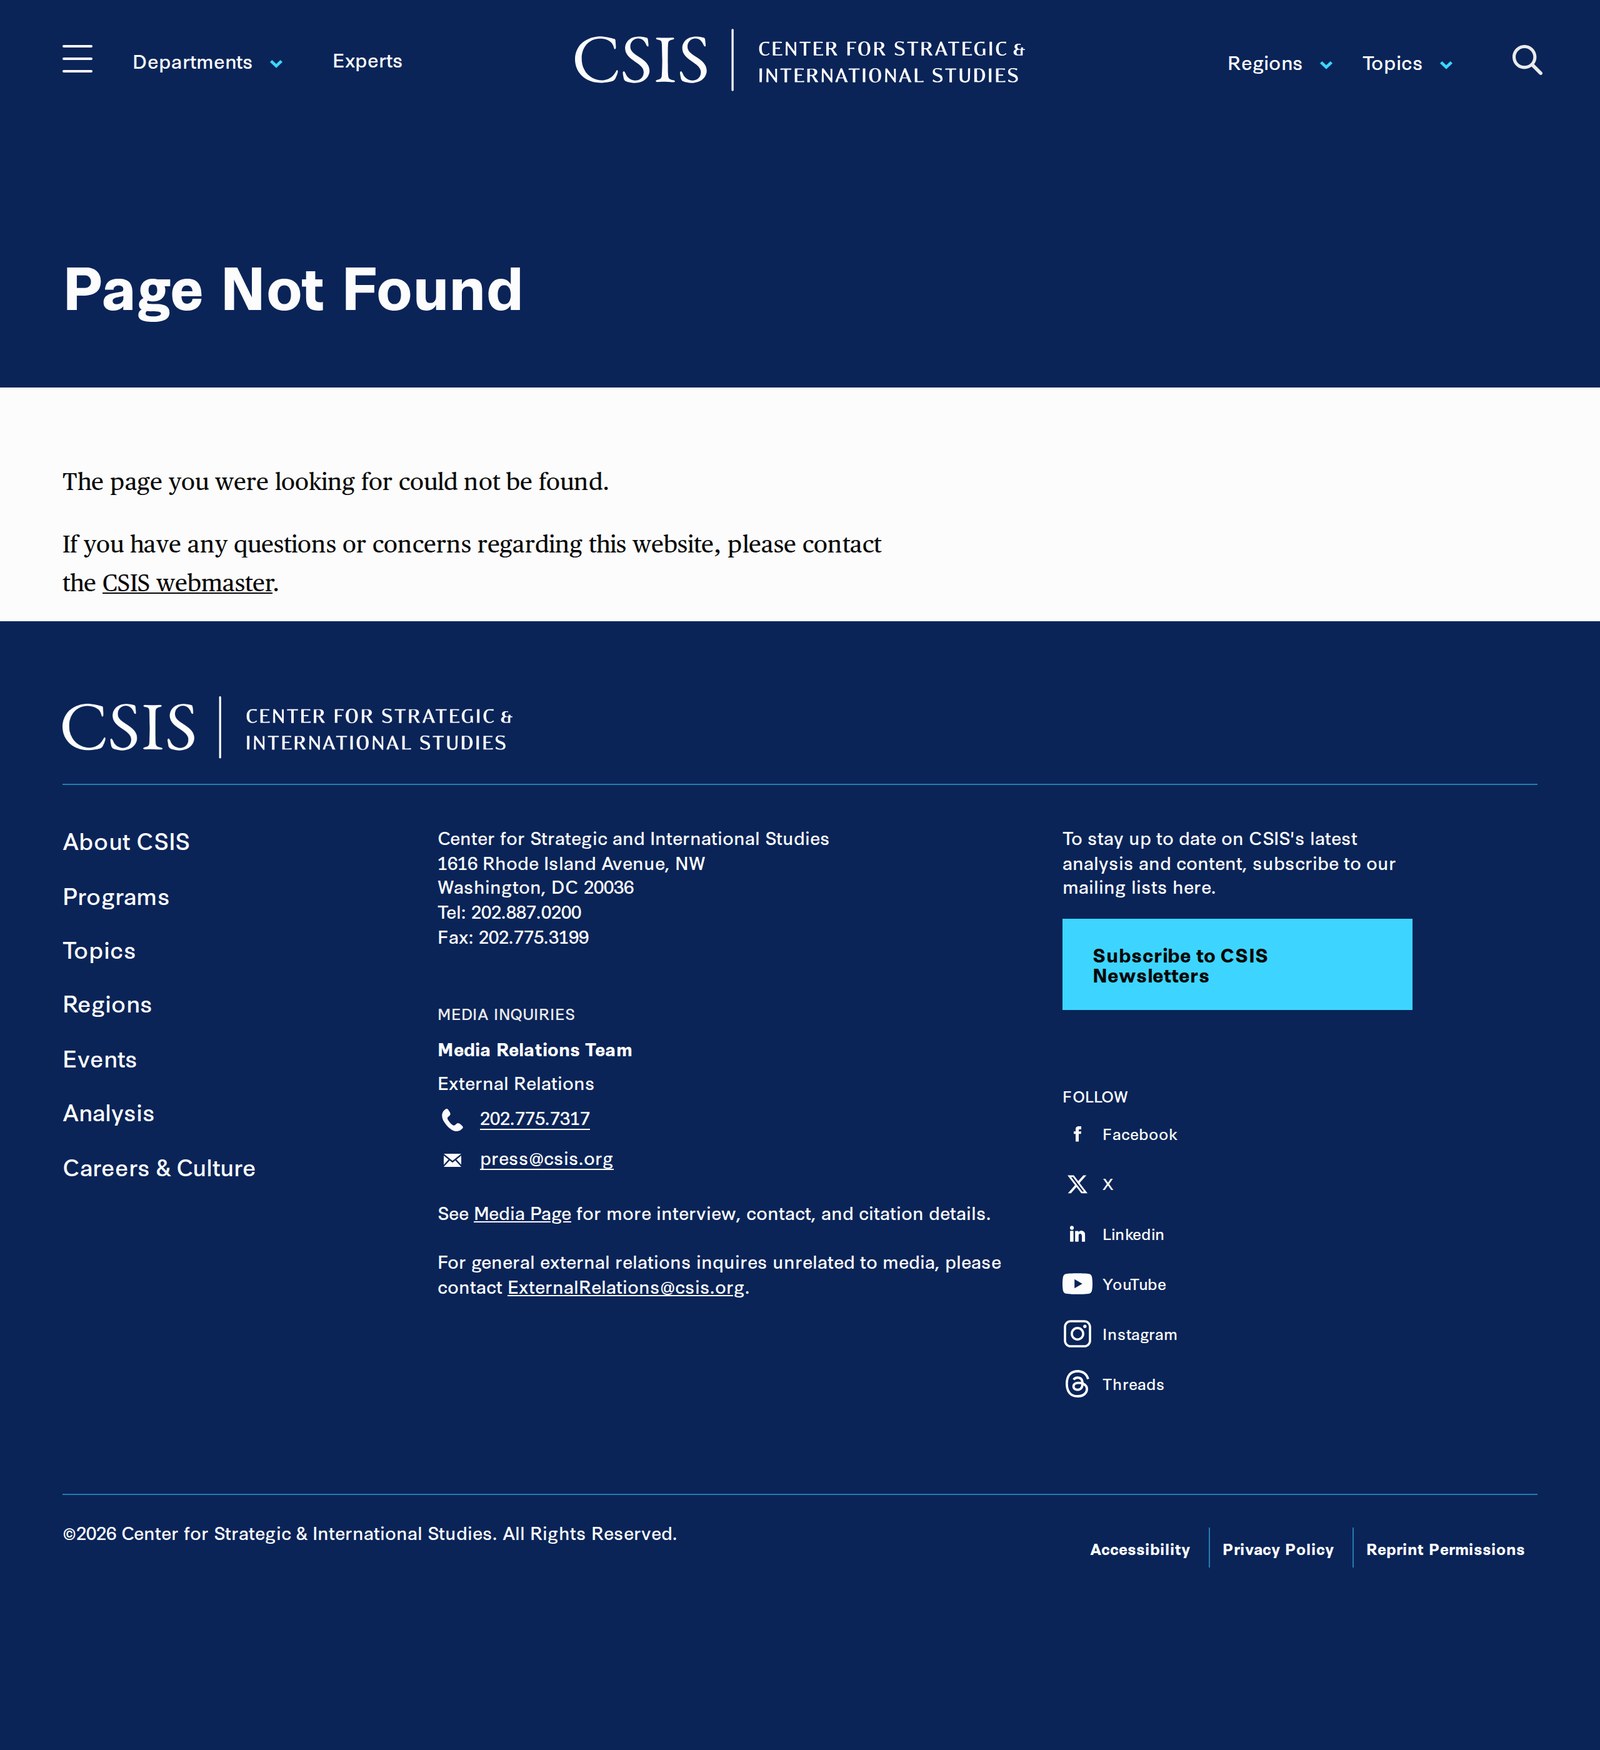 Departments
Experts
CSIS
CENTER FOR STRATEGIC &
INTERNATIONAL STUDIES
Regions
Topics
Page Not Found
The page you were looking for could not be found.
If you have any questions or concerns regarding this website, please contact
the CSIS webmaster.
CSIS
CENTER FOR STRATEGIC &
INTERNATIONAL STUDIES
About CSIS
Programs
Topics
Regions
Events
Analysis
Careers & Culture
Center for Strategic and International Studies
1616 Rhode Island Avenue, NW
Washington, DC 20036
Tel: 202.887.0200
Fax: 202.775.3199
MEDIA INQUIRIES
Media Relations Team
External Relations
202.775.7317
press@csis.org
See Media Page for more interview, contact, and citation details.
For general external relations inquires unrelated to media, please
contact ExternalRelations@csis.org.
To stay up to date on CSIS's latest
analysis and content, subscribe to our
mailing lists here.
Subscribe to CSIS
Newsletters
FOLLOW
Facebook
X
Linkedin
YouTube
Instagram
Threads
©2026 Center for Strategic & International Studies. All Rights Reserved.
Accessibility
Privacy Policy
Reprint Permissions